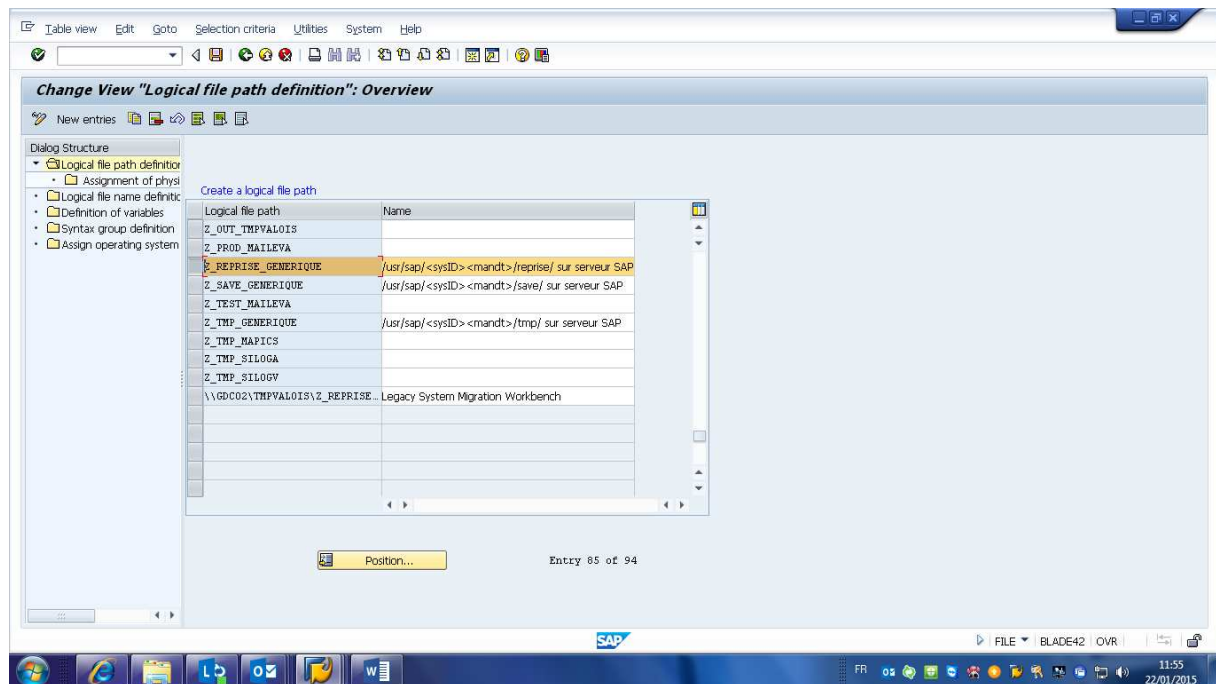 Table view Edit Goto Selection criteria Utilities System Help
Change View "Logical file path definition": Overview
New entries
Dialog Structure
Logical file path definition
Assignment of physi
Logical file name definitic
Definition of variables
Syntax group definition
Assign operating system
Create a logical file path
Logical file path Name
Z_OUT_TMPVALOIS
Z_PROD_MAILEVA
Z_REPRISE_GENERIQUE /usr/sap/<sysID><mandt>/reprise/ sur serveur SAP
Z_SAVE_GENERIQUE /usr/sap/<sysID><mandt>/save/ sur serveur SAP
Z_TEST_MAILEVA
Z_TMP_GENERIQUE /usr/sap/<sysID><mandt>/tmp/ sur serveur SAP
Z_TMP_MAPICS
Z_TMP_SILOGA
Z_TMP_SILOGV
\\GDC02\TMPVALOIS\Z_REPRISE... Legacy System Migration Workbench
Position... Entry 85 of 94
SAP
FILE BLADE42 OVR
FR
11:55
22/01/2015